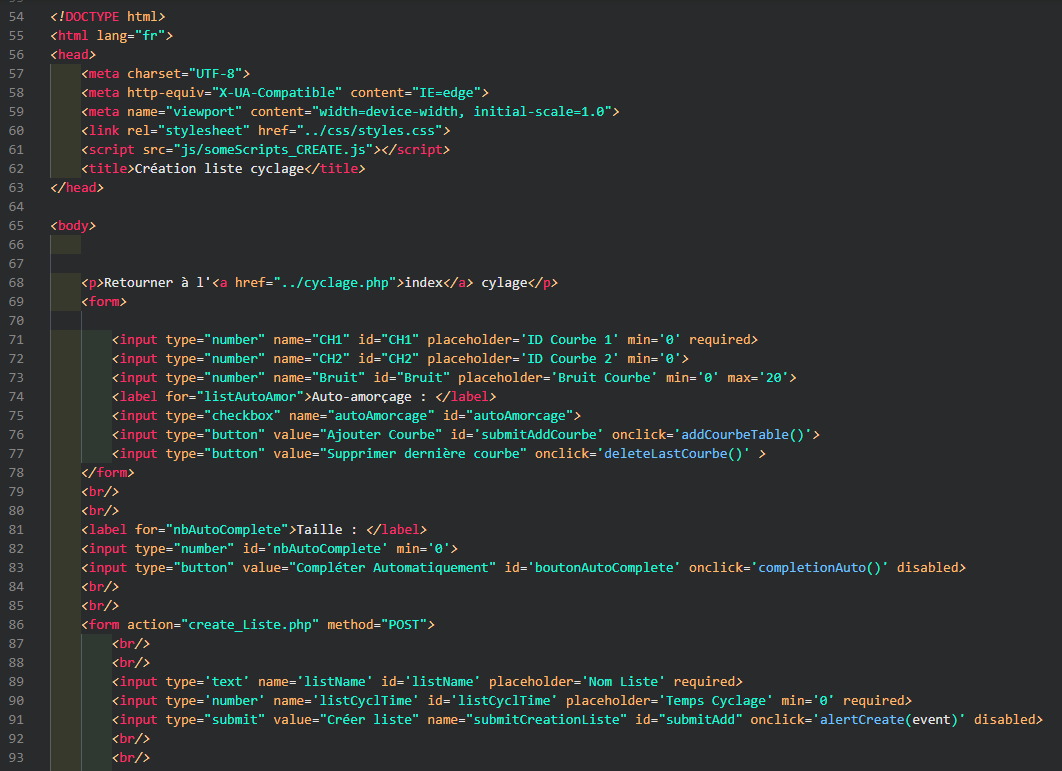 54 <!DOCTYPE html>
55 <html lang="fr">
56 <head>
57 <meta charset="UTF-8">
58 <meta http-equiv="X-UA-Compatible" content="IE=edge">
59 <meta name="viewport" content="width=device-width, initial-scale=1.0">
60 <link rel="stylesheet" href="../css/styles.css">
61 <script src="js/someScripts_CREATE.js"></script>
62 <title>Création liste cyclage</title>
63 </head>
64
65 <body>
66
67
68 <p>Retourner à l'<a href="../cyclage.php">index</a> cylage</p>
69 <form>
70
71 <input type="number" name="CH1" id="CH1" placeholder='ID Courbe 1' min='0' required>
72 <input type="number" name="CH2" id="CH2" placeholder='ID Courbe 2' min='0'>
73 <input type="number" name="Bruit" id="Bruit" placeholder='Bruit Courbe' min='0' max='20'>
74 <label for="listAutoAmor">Auto-amorçage : </label>
75 <input type="checkbox" name="autoAmorcage" id="autoAmorcage">
76 <input type="button" value="Ajouter Courbe" id='submitAddCourbe' onclick='addCourbeTable()'>
77 <input type="button" value="Supprimer dernière courbe" onclick='deleteLastCourbe()' >
78 </form>
79 <br/>
80 <br/>
81 <label for="nbAutoComplete">Taille : </label>
82 <input type="number" id='nbAutoComplete' min='0'>
83 <input type="button" value="Compléter Automatiquement" id='boutonAutoComplete' onclick='completionAuto()' disabled>
84 <br/>
85 <br/>
86 <form action="create_Liste.php" method="POST">
87 <br/>
88 <br/>
89 <input type='text' name='listName' id='listName' placeholder='Nom Liste' required>
90 <input type='number' name='listCyclTime' id='listCyclTime' placeholder='Temps Cyclage' min='0' required>
91 <input type="submit" value="Créer liste" name="submitCreationListe" id="submitAdd" onclick='alertCreate(event)' disabled>
92 <br/>
93 <br/>